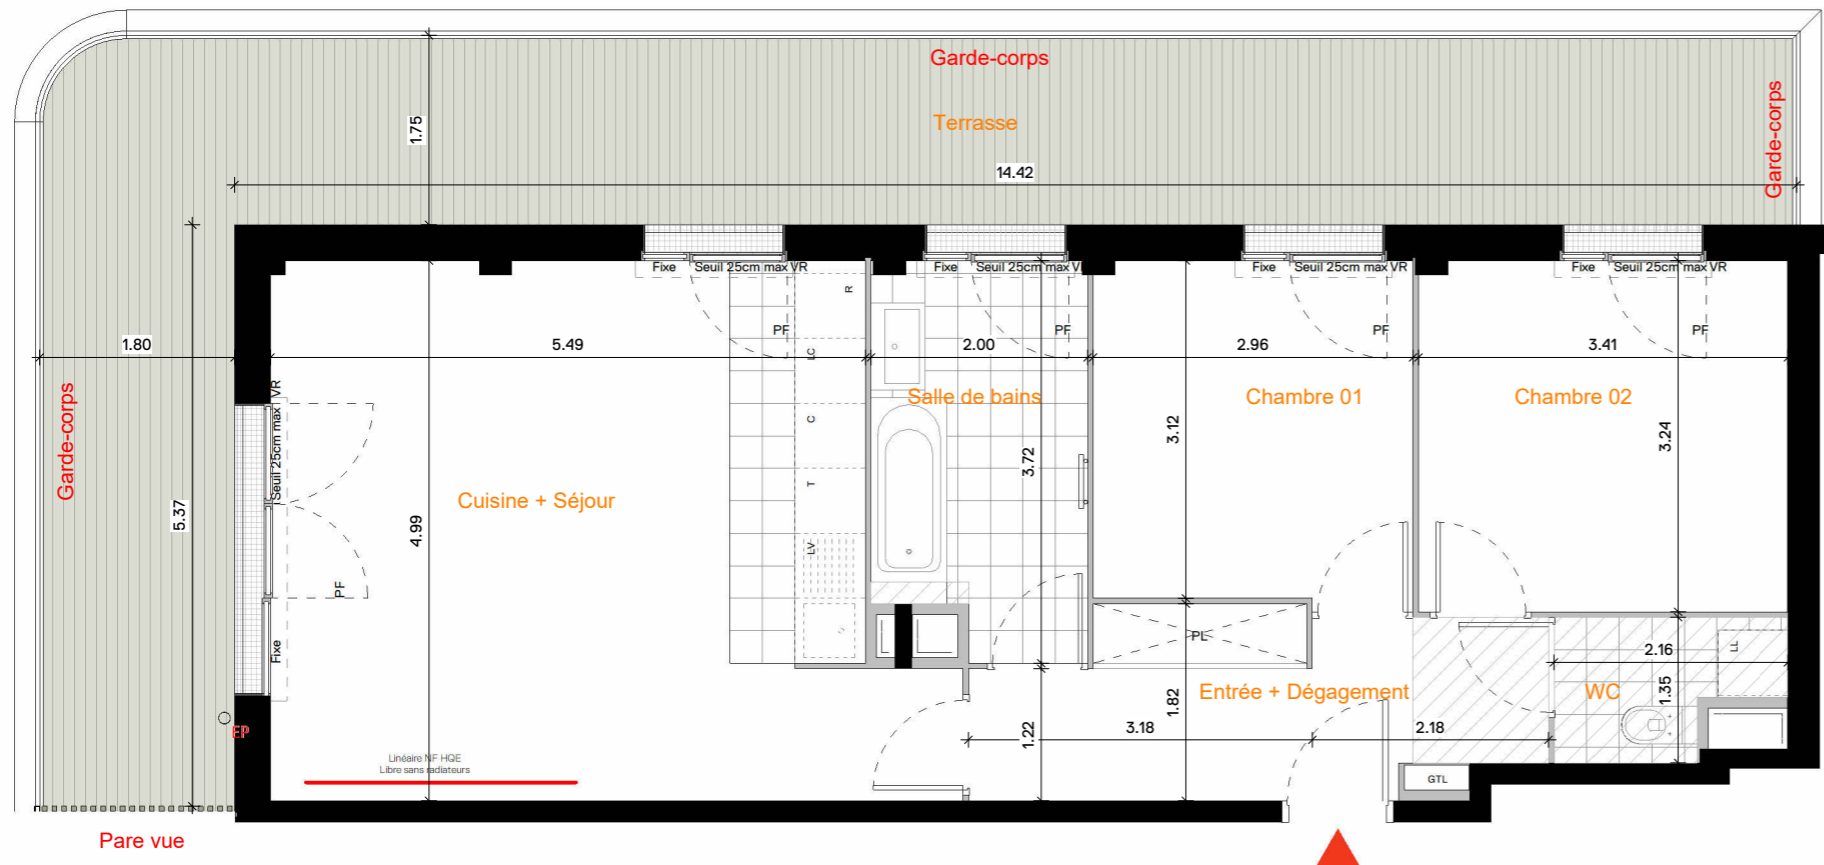 Garde-corps
Terrasse
Garde-corps
1.75
14.42
Fixe
Seuil 25cm max VR
Fixe
Seuil 25cm max V
Fixe
Seuil 25cm max VR
Fixe
Seuil 25cm max VR
R
PF
PF
PF
PF
1.80
5.49
LC
2.00
2.96
3.41
Seuil 25cm max VR
Garde-corps
Salle de bains
Chambre 01
Chambre 02
C
3.12
3.24
3.72
T
Cuisine + Séjour
5.37
4.99
LV
PF
PL
Fixe
2.16
LL
Entrée + Dégagement
WC
1.82
1.35
EP
1.22
3.18
2.18
Linéaire NF HQE
Libre sans radiateurs
GTL
Pare vue